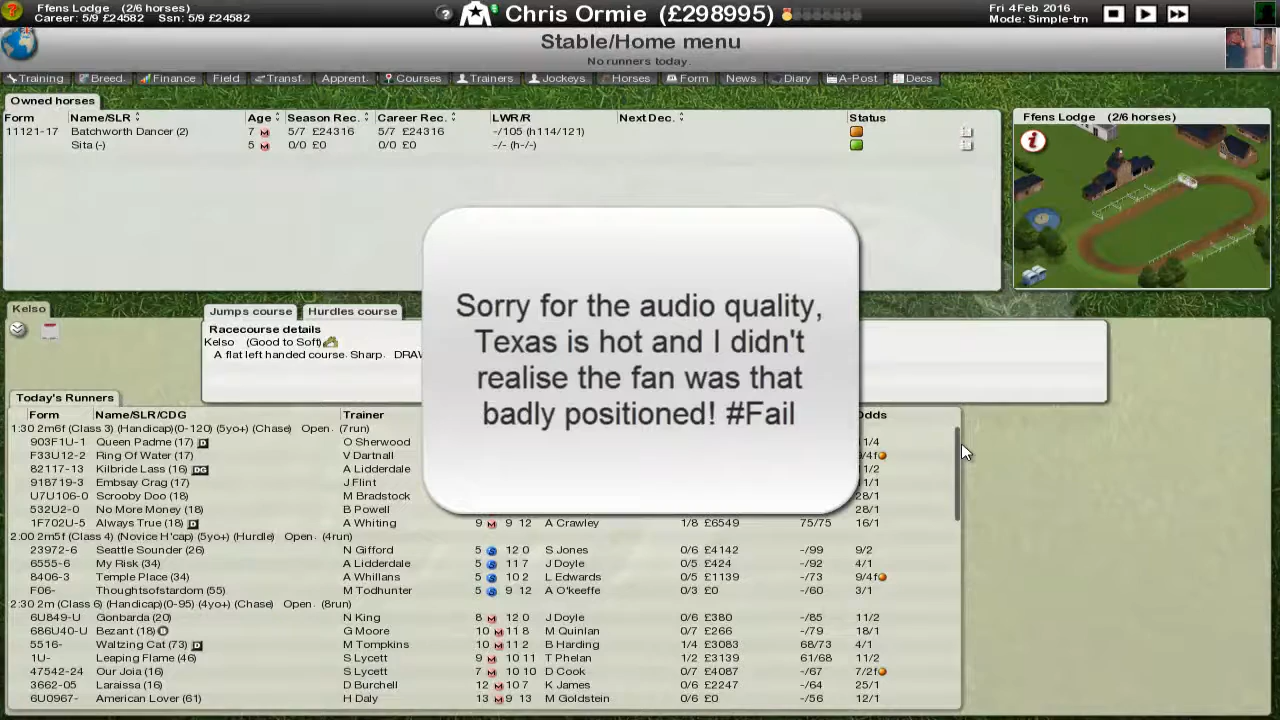 Ffens Lodge (2/6 horses)
Career: 5/9 £24582 Ssn: 5/9 £24582
? Chris Ormie (£298995)
Fri 4 Feb 2016
Mode: Simple-trn
Stable/Home menu
No runners today.
Training Breed. Finance Field Transf. Apprent. Courses Trainers Jockeys Horses Form News Diary A-Post Decs
Owned horses
Form Name/SLR Age Season Rec. Career Rec. LWR/R Next Dec. Status
11121-17 Batchworth Dancer (2) 7 M 5/7 £24316 5/7 £24316 -/105 (h114/121)
Sita (-) 5 M 0/0 £0 0/0 £0 -/- (h-/-)
Ffens Lodge (2/6 horses)
i
Sorry for the audio quality,
Texas is hot and I didn't
realise the fan was that
badly positioned! #Fail
Kelso
Jumps course Hurdles course
Racecourse details
Kelso (Good to Soft)
A flat left handed course. Sharp. DRAW
Today's Runners
Form Name/SLR/CDG Trainer Odds
1:30 2m6f (Class 3) (Handicap)(0-120) (5yo+) (Chase) Open. (7run)
903F1U-1 Queen Padme (17) D O Sherwood 11/4
F33U12-2 Ring Of Water (17) V Dartnall 9/4f
82117-13 Kilbride Lass (16) DG A Lidderdale 11/2
918719-3 Embsay Crag (17) J Flint
U7U106-0 Scrooby Doo (18) M Bradstock 28/1
532U2-0 No More Money (18) B Powell 28/1
1F702U-5 Always True (18) D A Whiting 9 M 9 12 A Crawley 1/8 £6549 75/75 16/1
2:00 2m5f (Class 4) (Novice H'cap) (5yo+) (Hurdle) Open. (4run)
23972-6 Seattle Sounder (26) N Gifford 5 12 0 S Jones 0/6 £4142 -/99 9/2
6555-6 My Risk (34) A Lidderdale 5 11 7 J Doyle 0/5 £424 -/92 4/1
8406-3 Temple Place (34) A Whillans 5 10 2 L Edwards 0/5 £1139 -/73 9/4f
F06- Thoughtsofstardom (55) M Todhunter 5 9 12 A O'keeffe 0/3 £0 -/60 3/1
2:30 2m (Class 6) (Handicap)(0-95) (4yo+) (Chase) Open. (8run)
6U849-U Gonbarda (20) N King 8 M 12 0 J Doyle 0/6 £380 -/85 11/2
686U40-U Bezant (18) G Moore 10 M 11 8 M Quinlan 0/7 £266 -/79 18/1
5516- Waltzing Cat (73) D M Tompkins 10 M 11 2 B Harding 1/4 £3083 68/73 4/1
1U- Leaping Flame (46) S Lycett 9 M 10 11 T Phelan 1/2 £3139 61/68 11/2
47542-24 Our Joia (16) S Lycett 7 M 10 10 D Cook 0/7 £4087 -/67 7/2f
3662-05 Laraissa (16) D Burchell 12 M 10 7 K James 0/6 £2247 -/64 25/1
6U0967- American Lover (61) H Daly 13 M 9 13 M Goldstein 0/6 £0 -/56 12/1